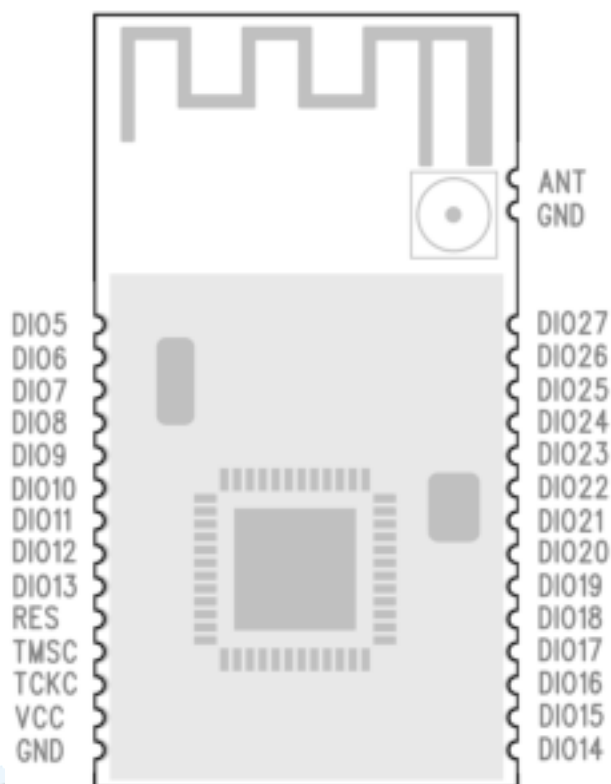 ANT
GND
DIO5 DIO27
DIO6 DIO26
DIO7 DIO25
DIO8 DIO24
DIO9 DIO23
DIO10 DIO22
DIO11 DIO21
DIO12 DIO20
DIO13 DIO19
RES DIO18
TMSC DIO17
TCKC DIO16
VCC DIO15
GND DIO14